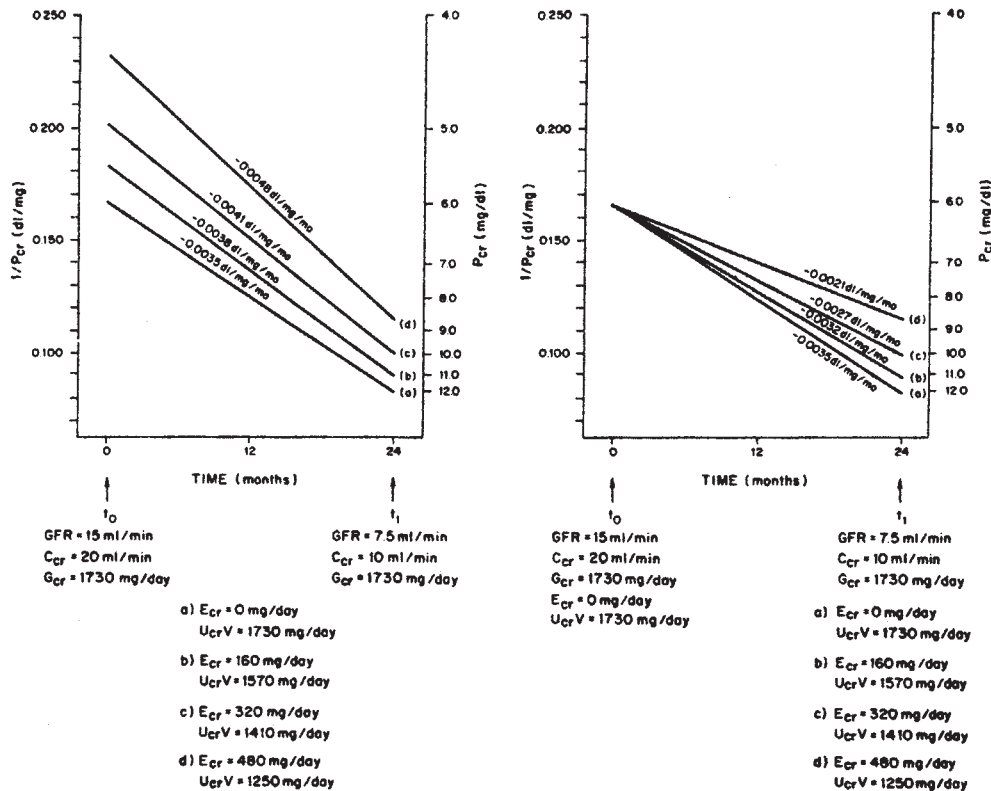 0.250
0.200
0.150
0.100
1/Pcr (dl/mg)
4.0
5.0
6.0
7.0
8.0
9.0
10.0
11.0
12.0
Pcr (mg/dl)
-0.0048 dl/mg/mo
-0.0041 dl/mg/mo
-0.0038 dl/mg/mo
-0.0035 dl/mg/mo
(d)
(c)
(b)
(a)
0
12
24
TIME (months)
t0
t1
GFR = 15 ml/min
Ccr = 20 ml/min
Gcr = 1730 mg/day
GFR = 7.5 ml/min
Ccr = 10 ml/min
Gcr = 1730 mg/day
a) Ecr = 0 mg/day
UcrV = 1730 mg/day
b) Ecr = 160 mg/day
UcrV = 1570 mg/day
c) Ecr = 320 mg/day
UcrV = 1410 mg/day
d) Ecr = 480 mg/day
UcrV = 1250 mg/day
0.250
0.200
0.150
0.100
1/Pcr (dl/mg)
4.0
5.0
6.0
7.0
8.0
9.0
10.0
11.0
12.0
Pcr (mg/dl)
-0.0021 dl/mg/mo
-0.0027 dl/mg/mo
-0.0032 dl/mg/mo
-0.0035 dl/mg/mo
(d)
(c)
(b)
(a)
0
12
24
TIME (months)
t0
t1
GFR = 15 ml/min
Ccr = 20 ml/min
Gcr = 1730 mg/day
Ecr = 0 mg/day
UcrV = 1730 mg/day
GFR = 7.5 ml/min
Ccr = 10 ml/min
Gcr = 1730 mg/day
a) Ecr = 0 mg/day
UcrV = 1730 mg/day
b) Ecr = 160 mg/day
UcrV = 1570 mg/day
c) Ecr = 320 mg/day
UcrV = 1410 mg/day
d) Ecr = 480 mg/day
UcrV = 1250 mg/day